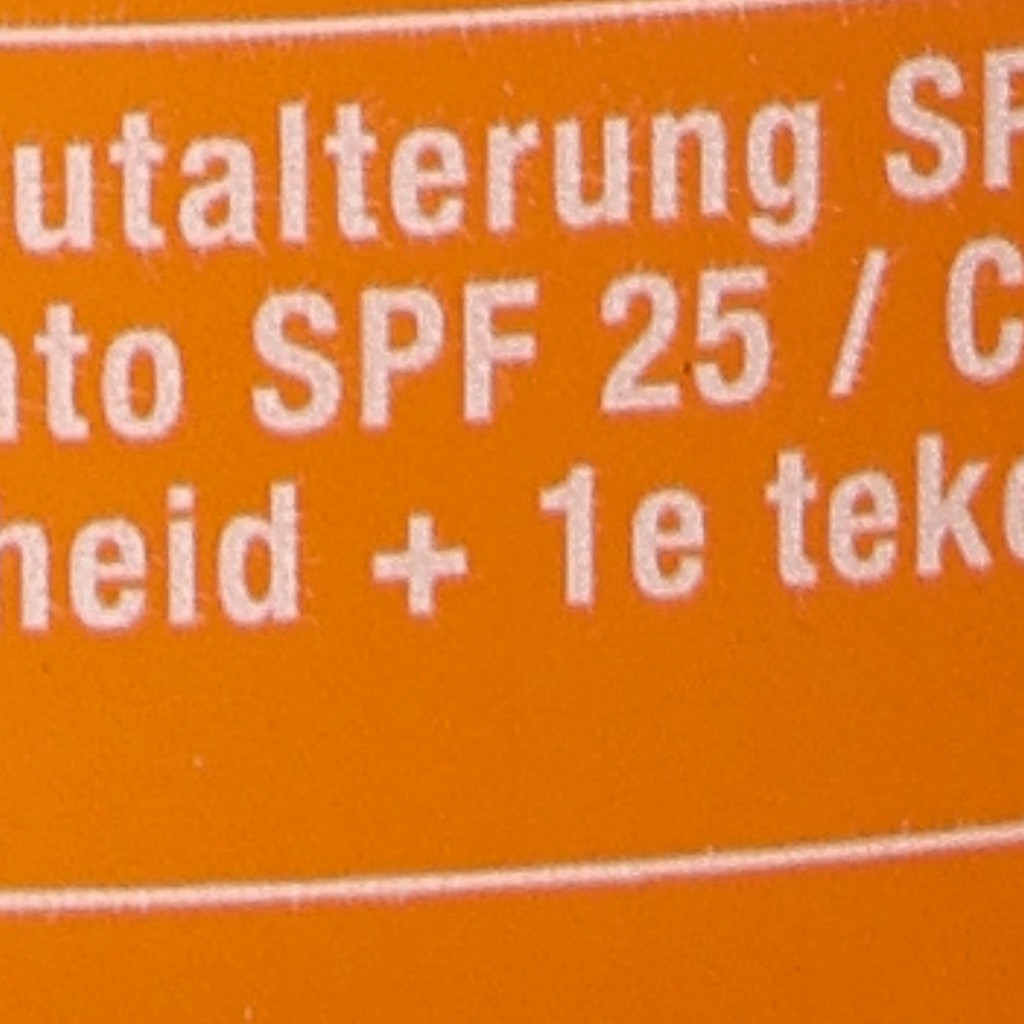 utalterung SP
nto SPF 25 / C
heid + 1e teke